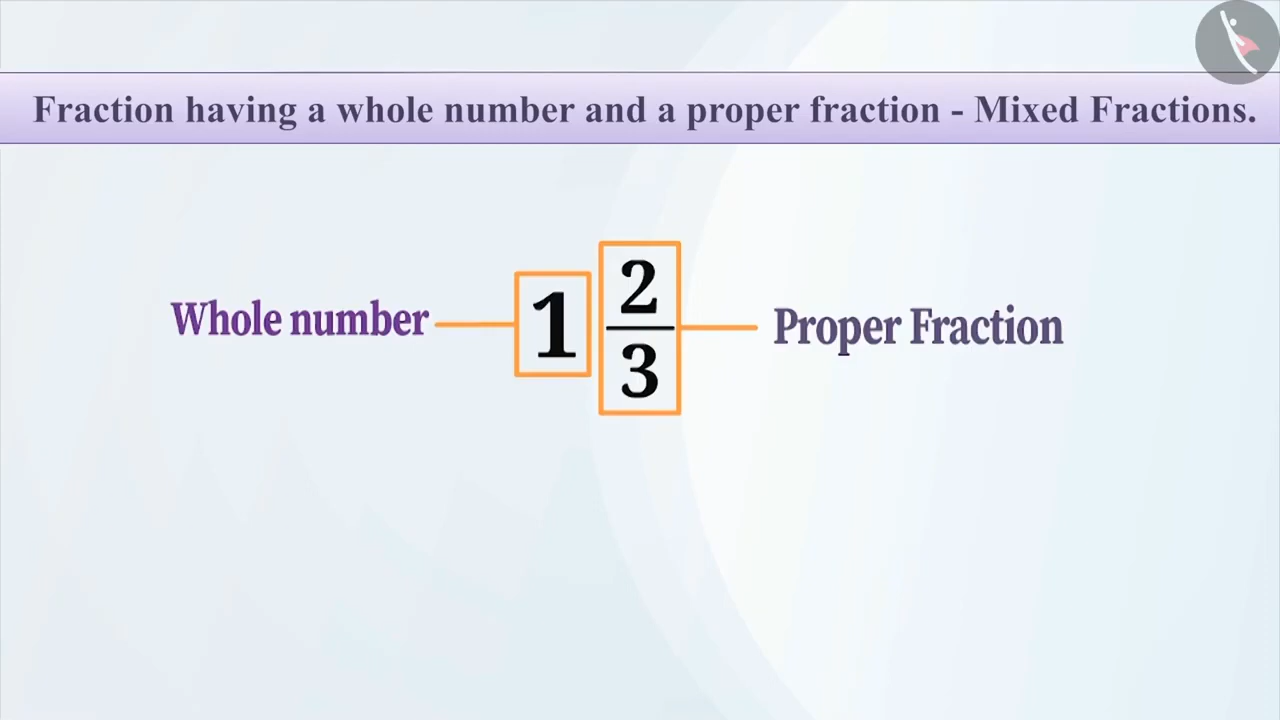 Fraction having a whole number and a proper fraction - Mixed Fractions.
Whole number 1 2/3 Proper Fraction